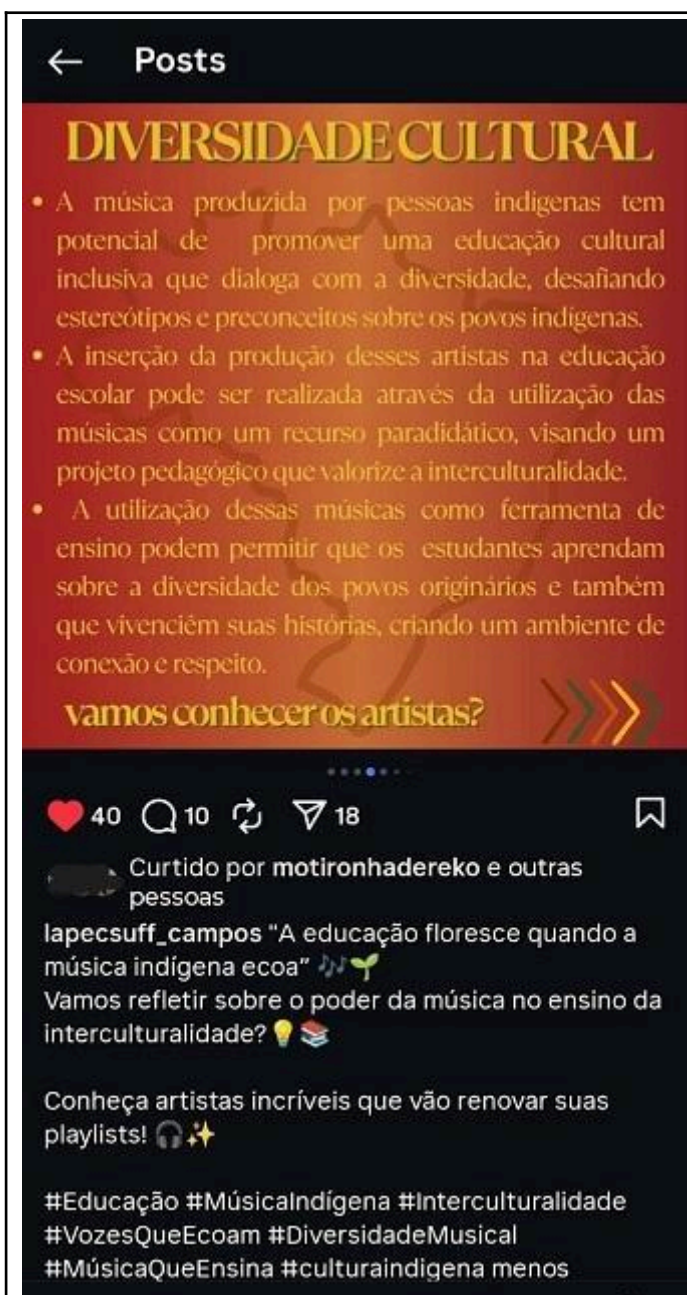 Posts
DIVERSIDADE CULTURAL
• A música produzida por pessoas indígenas tem
potencial de promover uma educação cultural
inclusiva que dialoga com a diversidade, desafiando
estereótipos e preconceitos sobre os povos indígenas.
• A inserção da produção desses artistas na educação
escolar pode ser realizada através da utilização das
músicas como um recurso paradidático, visando um
projeto pedagógico que valorize a interculturalidade.
• A utilização dessas músicas como ferramenta de
ensino podem permitir que os estudantes aprendam
sobre a diversidade dos povos originários e também
que vivenciém suas histórias, criando um ambiente de
conexão e respeito.
vamos conhecer os artistas?
40 10 18
Curtido por motironhadereko e outras
pessoas
lapecsuff_campos "A educação floresce quando a
música indígena ecoa" 🎶🌱
Vamos refletir sobre o poder da música no ensino da
interculturalidade?💡📚
Conheça artistas incríveis que vão renovar suas
playlists! 🎧✨
#Educação #MúsicaIndígena #Interculturalidade
#VozesQueEcoam #DiversidadeMusical
#MúsicaQueEnsina #culturaindigena menos